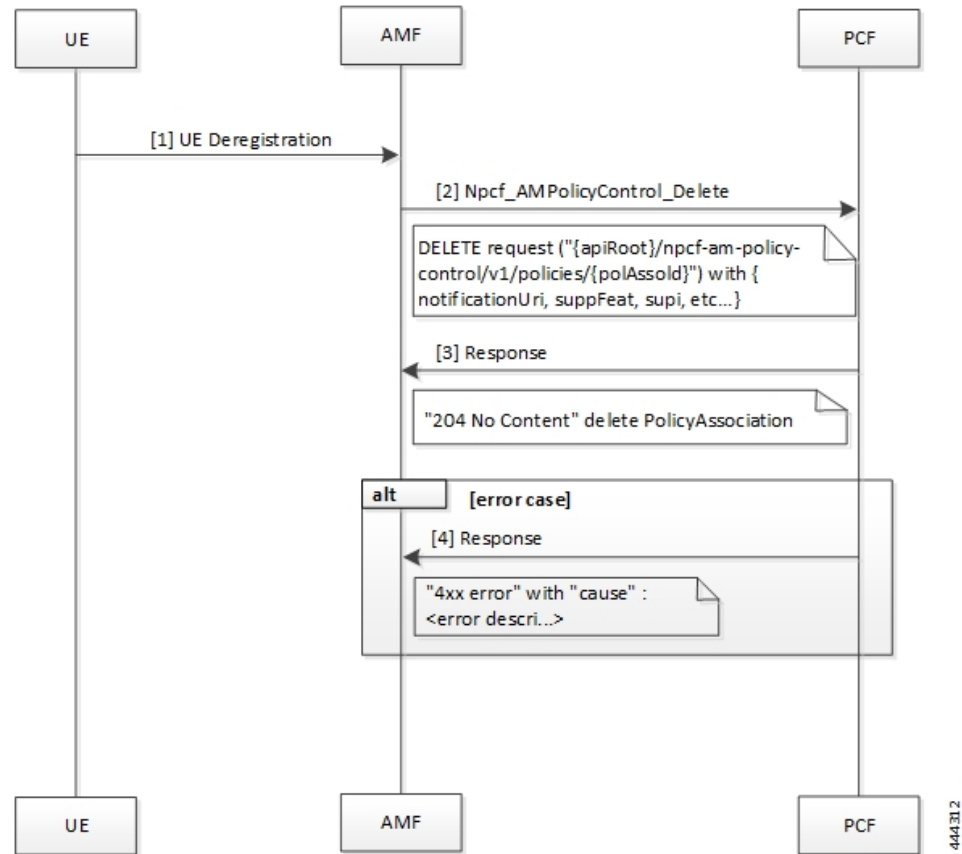 UE
AMF
PCF
[1] UE Deregistration
[2] Npcf_AMPolicyControl_Delete
DELETE request ("{apiRoot}/npcf-am-policy-
control/v1/policies/{polAssoId}") with {
notificationUri, suppFeat, supi, etc...}
[3] Response
"204 No Content" delete PolicyAssociation
alt
[error case]
[4] Response
"4xx error" with "cause" :
<error descri...>
UE
AMF
PCF
444312